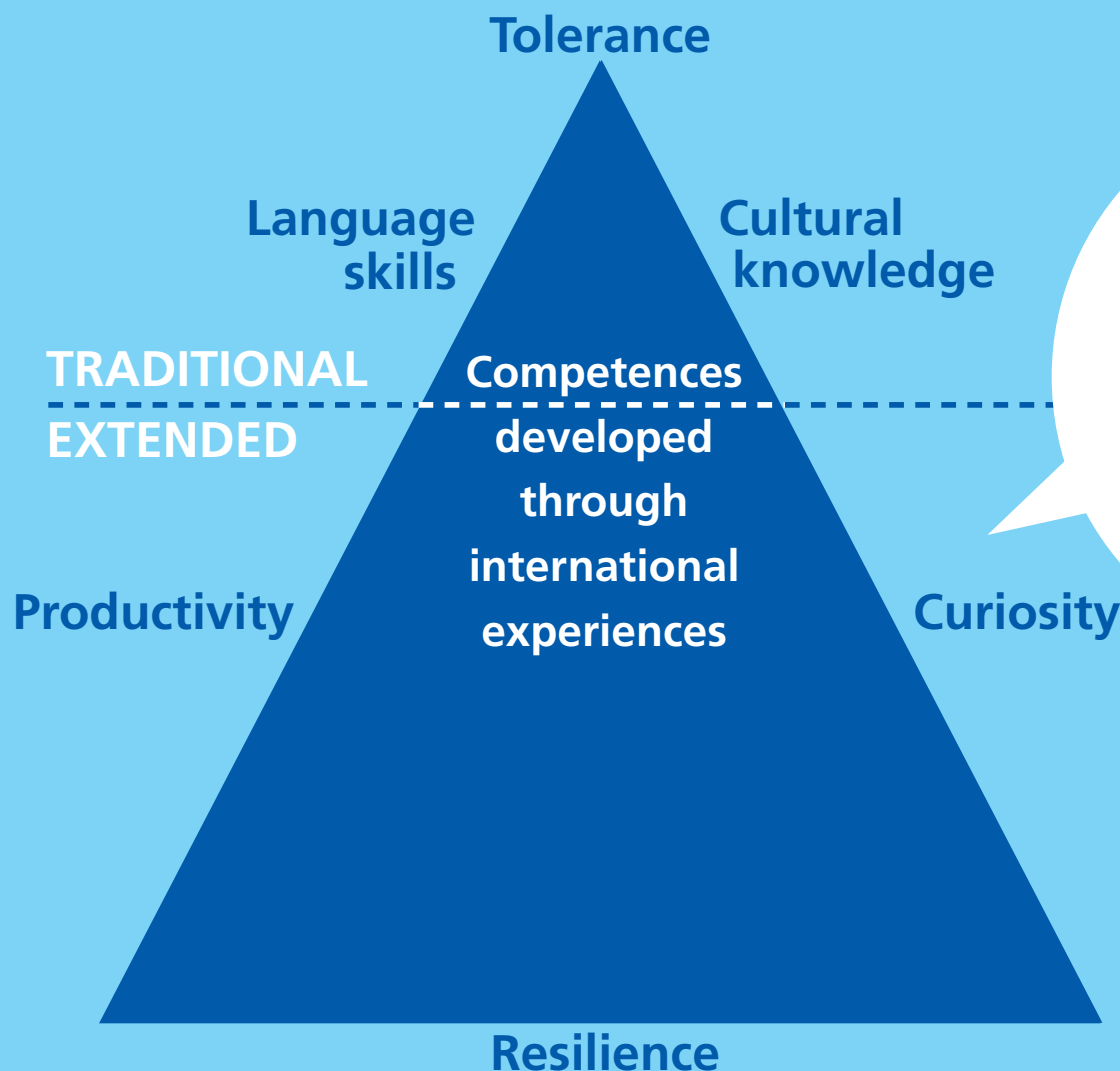 Tolerance
Language
skills
Cultural
knowledge
TRADITIONAL
EXTENDED
Competences
developed
through
international
experiences
Productivity
Curiosity
Resilience